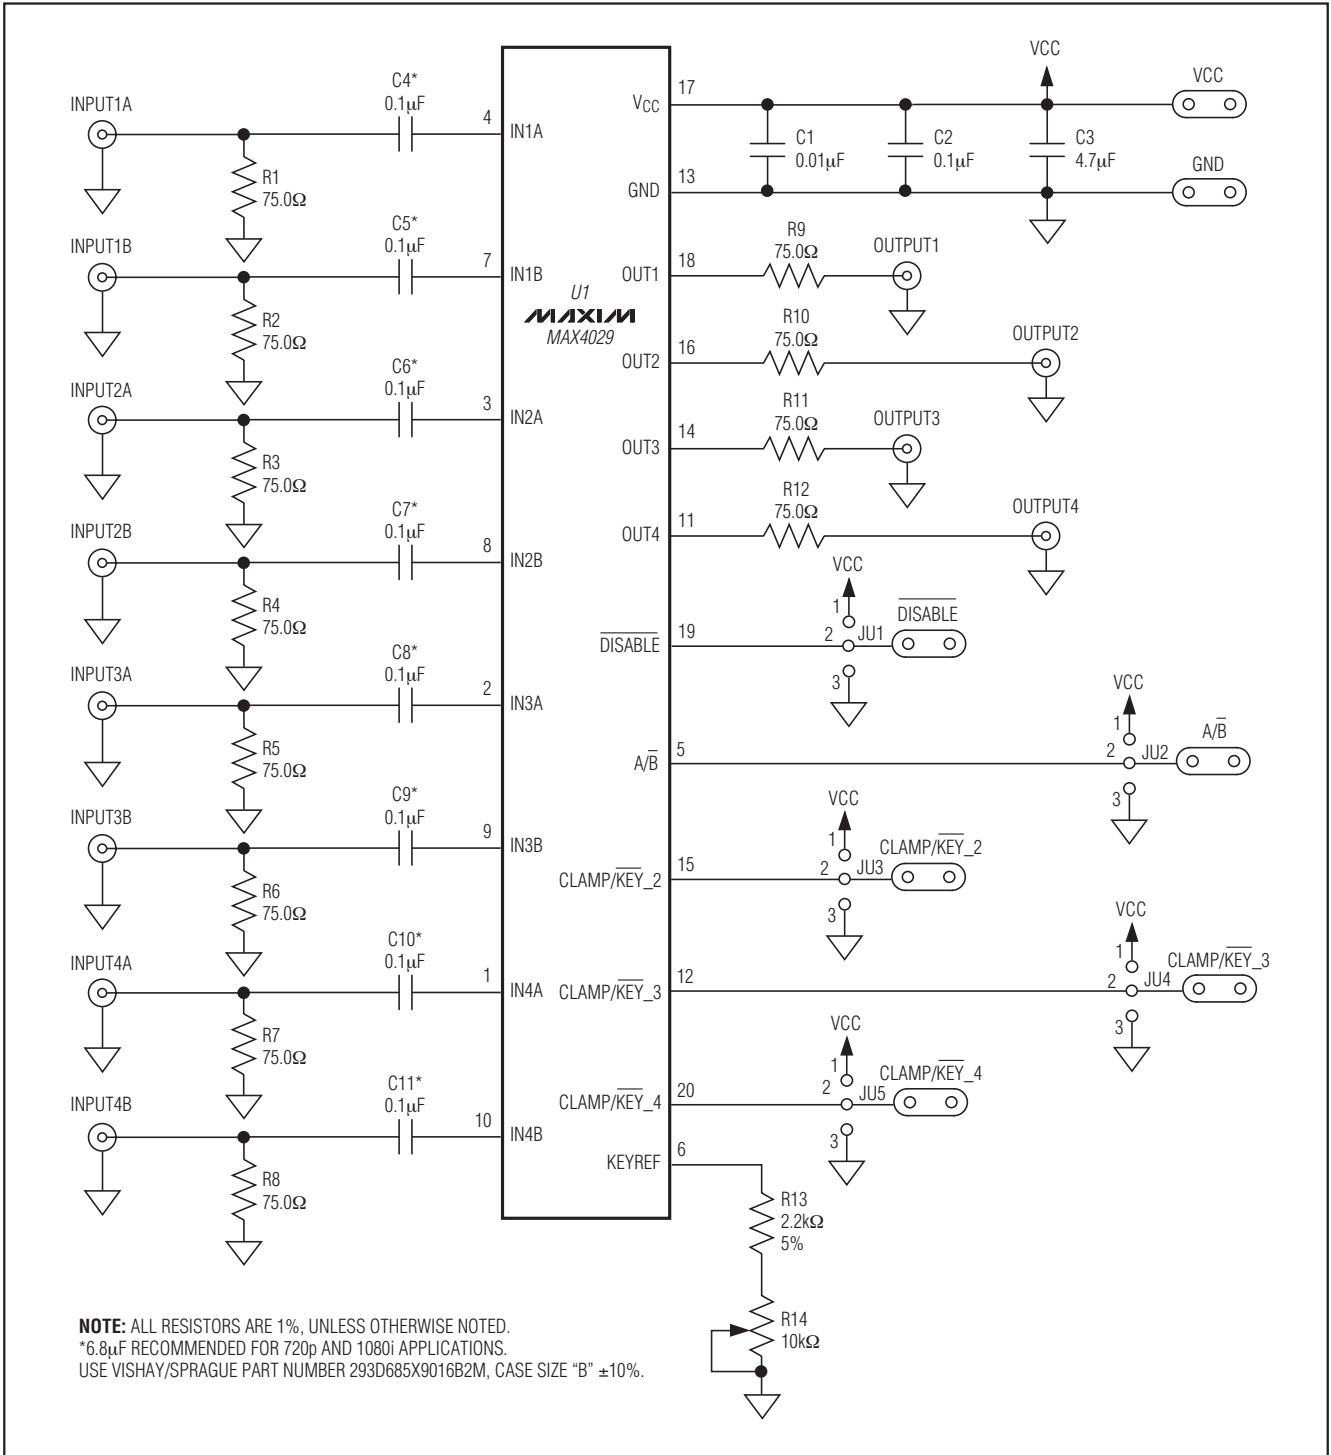 INPUT1A
C4*
0.1µF
4
IN1A
R1
75.0Ω
INPUT1B
C5*
0.1µF
7
IN1B
R2
75.0Ω
INPUT2A
C6*
0.1µF
3
IN2A
R3
75.0Ω
INPUT2B
C7*
0.1µF
8
IN2B
R4
75.0Ω
INPUT3A
C8*
0.1µF
2
IN3A
R5
75.0Ω
INPUT3B
C9*
0.1µF
9
IN3B
R6
75.0Ω
INPUT4A
C10*
0.1µF
1
IN4A
R7
75.0Ω
INPUT4B
C11*
0.1µF
10
IN4B
R8
75.0Ω
U1
MAXIM
MAX4029
VCC
17
VCC
VCC
C1
0.01µF
C2
0.1µF
C3
4.7µF
GND
13
GND
OUT1
18
R9
75.0Ω
OUTPUT1
OUT2
16
R10
75.0Ω
OUTPUT2
OUT3
14
R11
75.0Ω
OUTPUT3
OUT4
11
R12
75.0Ω
OUTPUT4
DISABLE
19
VCC
1
2
3
JU1
DISABLE
A/B
5
VCC
1
2
3
JU2
A/B
CLAMP/KEY_2
15
VCC
1
2
3
JU3
CLAMP/KEY_2
CLAMP/KEY_3
12
VCC
1
2
3
JU4
CLAMP/KEY_3
CLAMP/KEY_4
20
VCC
1
2
3
JU5
CLAMP/KEY_4
KEYREF
6
R13
2.2kΩ
5%
R14
10kΩ
NOTE: ALL RESISTORS ARE 1%, UNLESS OTHERWISE NOTED.
*6.8µF RECOMMENDED FOR 720p AND 1080i APPLICATIONS.
USE VISHAY/SPRAGUE PART NUMBER 293D685X9016B2M, CASE SIZE “B” ±10%.